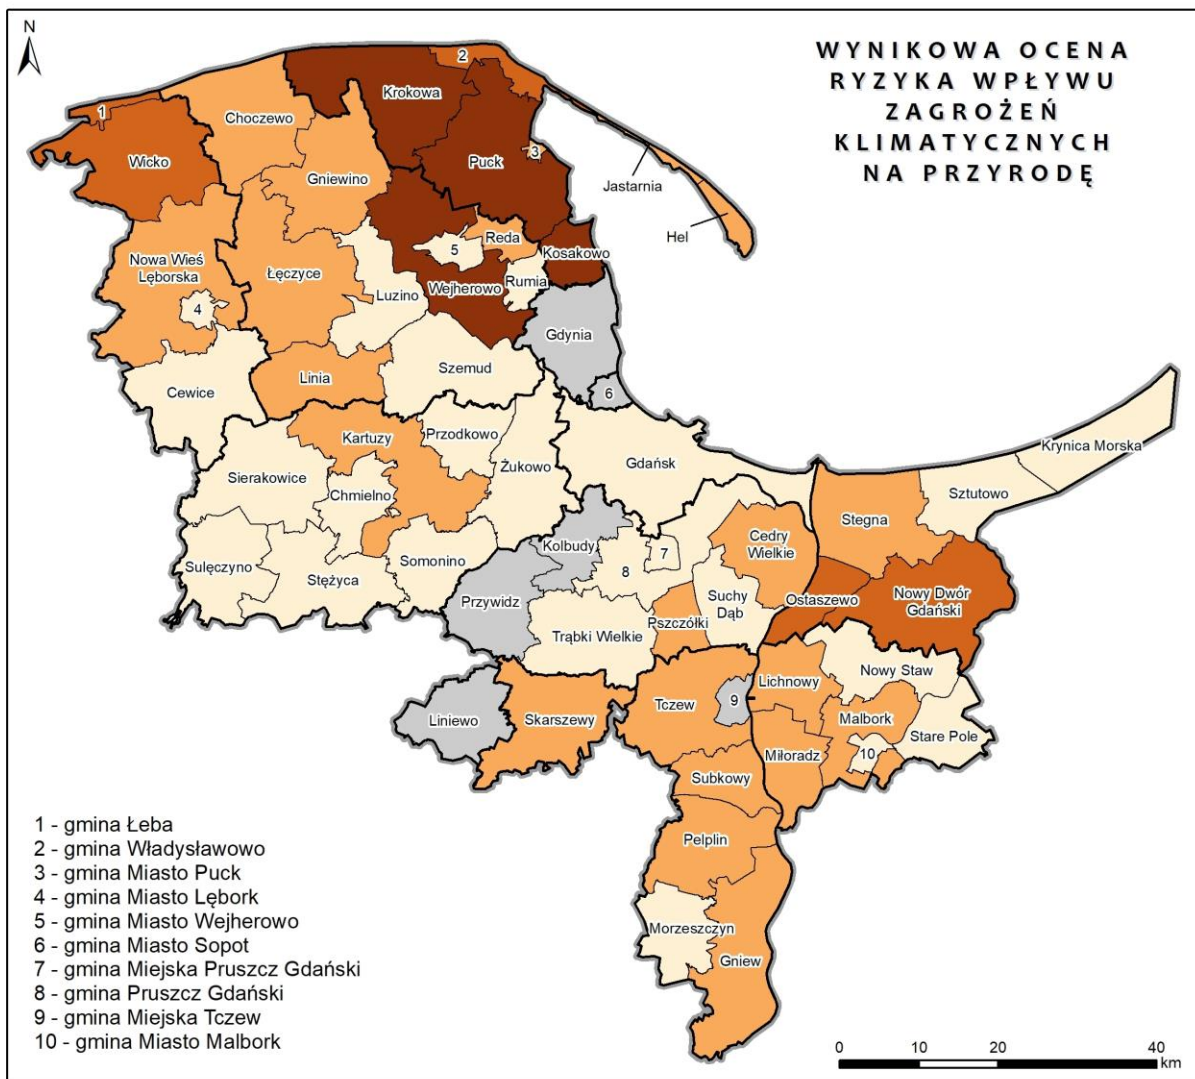 N
WYNIKOWA OCENA
RYZYKA WPŁYWU
ZAGROŻEŃ
KLIMATYCZNYCH
NA PRZYRODĘ
2
Krokowa
1
Choczewo
Wicko
Puck
3
Gniewino
Jastarnia
Hel
Reda
5
Kosakowo
Nowa Wieś
Lęborska
Łęczyce
Rumia
Wejherowo
Luzino
4
Gdynia
Szemud
Linia
Cewice
6
Kartuzy
Przodkowo
Krynica Morska
Gdańsk
Żukowo
Sierakowice
Chmielno
Sztutowo
Stegna
Cedry
Wielkie
Kolbudy
7
Somonino
8
Sulęczyno
Stężyca
Suchy
Dąb
Nowy Dwór
Gdański
Ostaszewo
Przywidz
Pszczółki
Trąbki Wielkie
Nowy Staw
Lichnowy
9
Tczew
Liniewo
Skarszewy
Malbork
Stare Pole
10
Miłoradz
Subkowy
Pelplin
Morzeszczyn
Gniew
1 - gmina Łeba
2 - gmina Władysławowo
3 - gmina Miasto Puck
4 - gmina Miasto Lębork
5 - gmina Miasto Wejherowo
6 - gmina Miasto Sopot
7 - gmina Miejska Pruszcz Gdański
8 - gmina Pruszcz Gdański
9 - gmina Miejska Tczew
10 - gmina Miasto Malbork
0 10 20 40
km